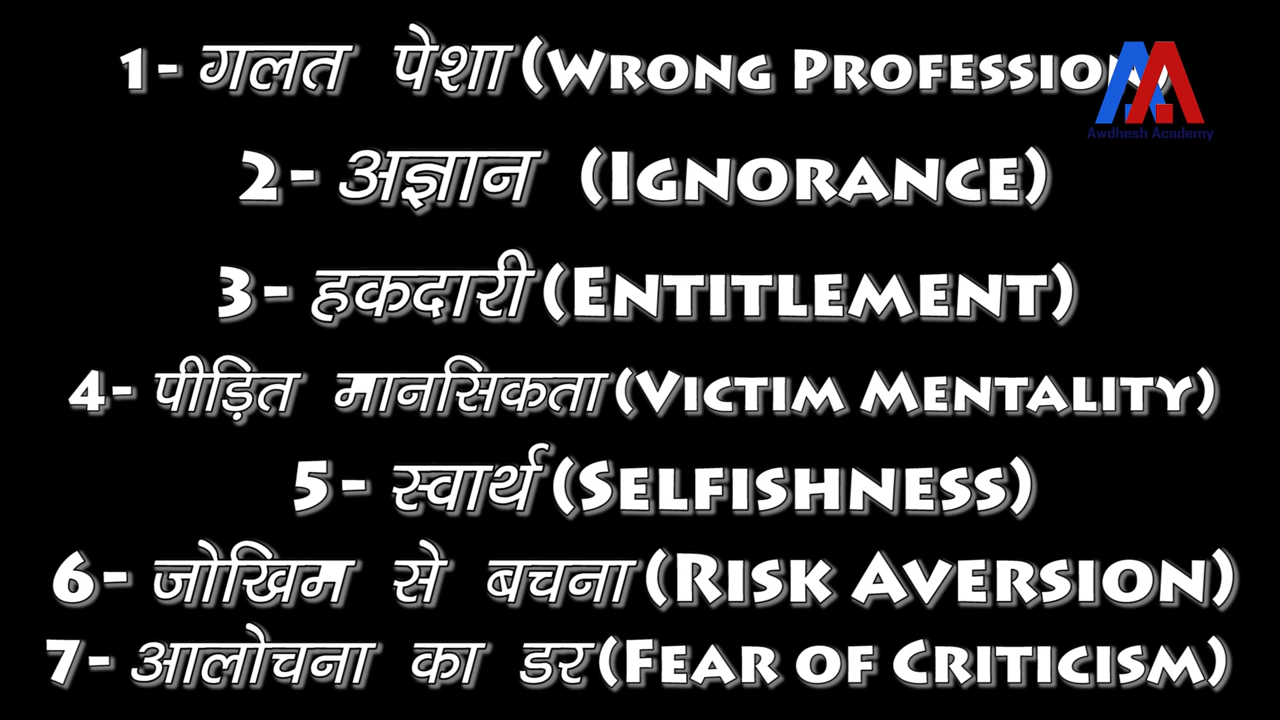 1- गलत पेशा (WRONG PROFESSION)
Awdhesh Academy
2- अज्ञान (IGNORANCE)
3- हकदारी (ENTITLEMENT)
4- पीड़ित मानसिकता (VICTIM MENTALITY)
5- स्वार्थ (SELFISHNESS)
6- जोखिम से बचना (RISK AVERSION)
7- आलोचना का डर (FEAR OF CRITICISM)